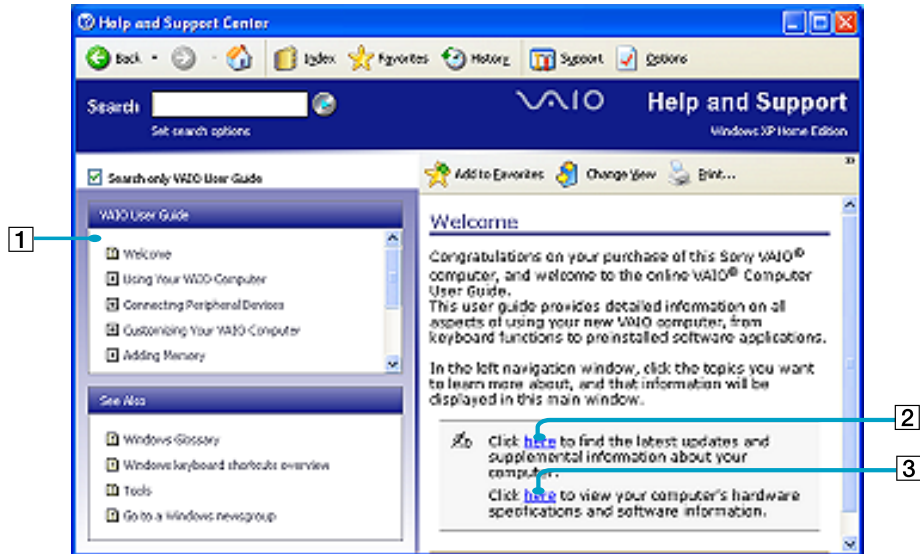 Help and Support Center
Back
Index
Favorites
History
Support
Options
Search
Set search options
VAIO
Help and Support
Windows XP Home Edition
Search only VAIO User Guide
Add to Favorites
Change View
Print...
»
1
VAIO User Guide
Welcome
Using Your VAIO Computer
Connecting Peripheral Devices
Customizing Your VAIO Computer
Adding Memory
See Also
Windows Glossary
Windows keyboard shortcuts overview
Tools
Go to a Windows newsgroup
Welcome
Congratulations on your purchase of this Sony VAIO®
computer, and welcome to the online VAIO® Computer
User Guide.
This user guide provides detailed information on all
aspects of using your new VAIO computer, from
keyboard functions to preinstalled software applications.
In the left navigation window, click the topics you want
to learn more about, and that information will be
displayed in this main window.
Click here to find the latest updates and
supplemental information about your
computer.
2
Click here to view your computer's hardware
specifications and software information.
3